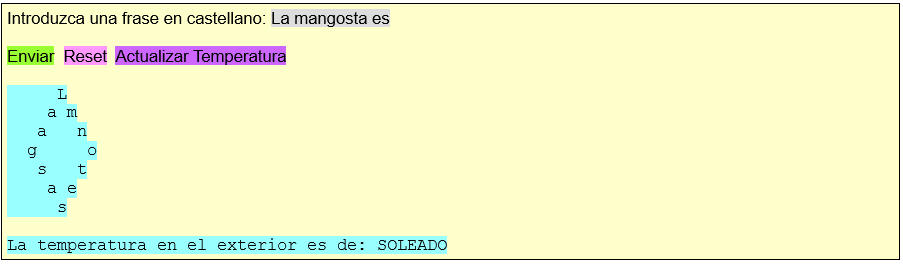 Introduzca una frase en castellano: La mangosta es
Enviar Reset Actualizar Temperatura
L
a m
a n
g o
s t
a e
s
La temperatura en el exterior es de: SOLEADO